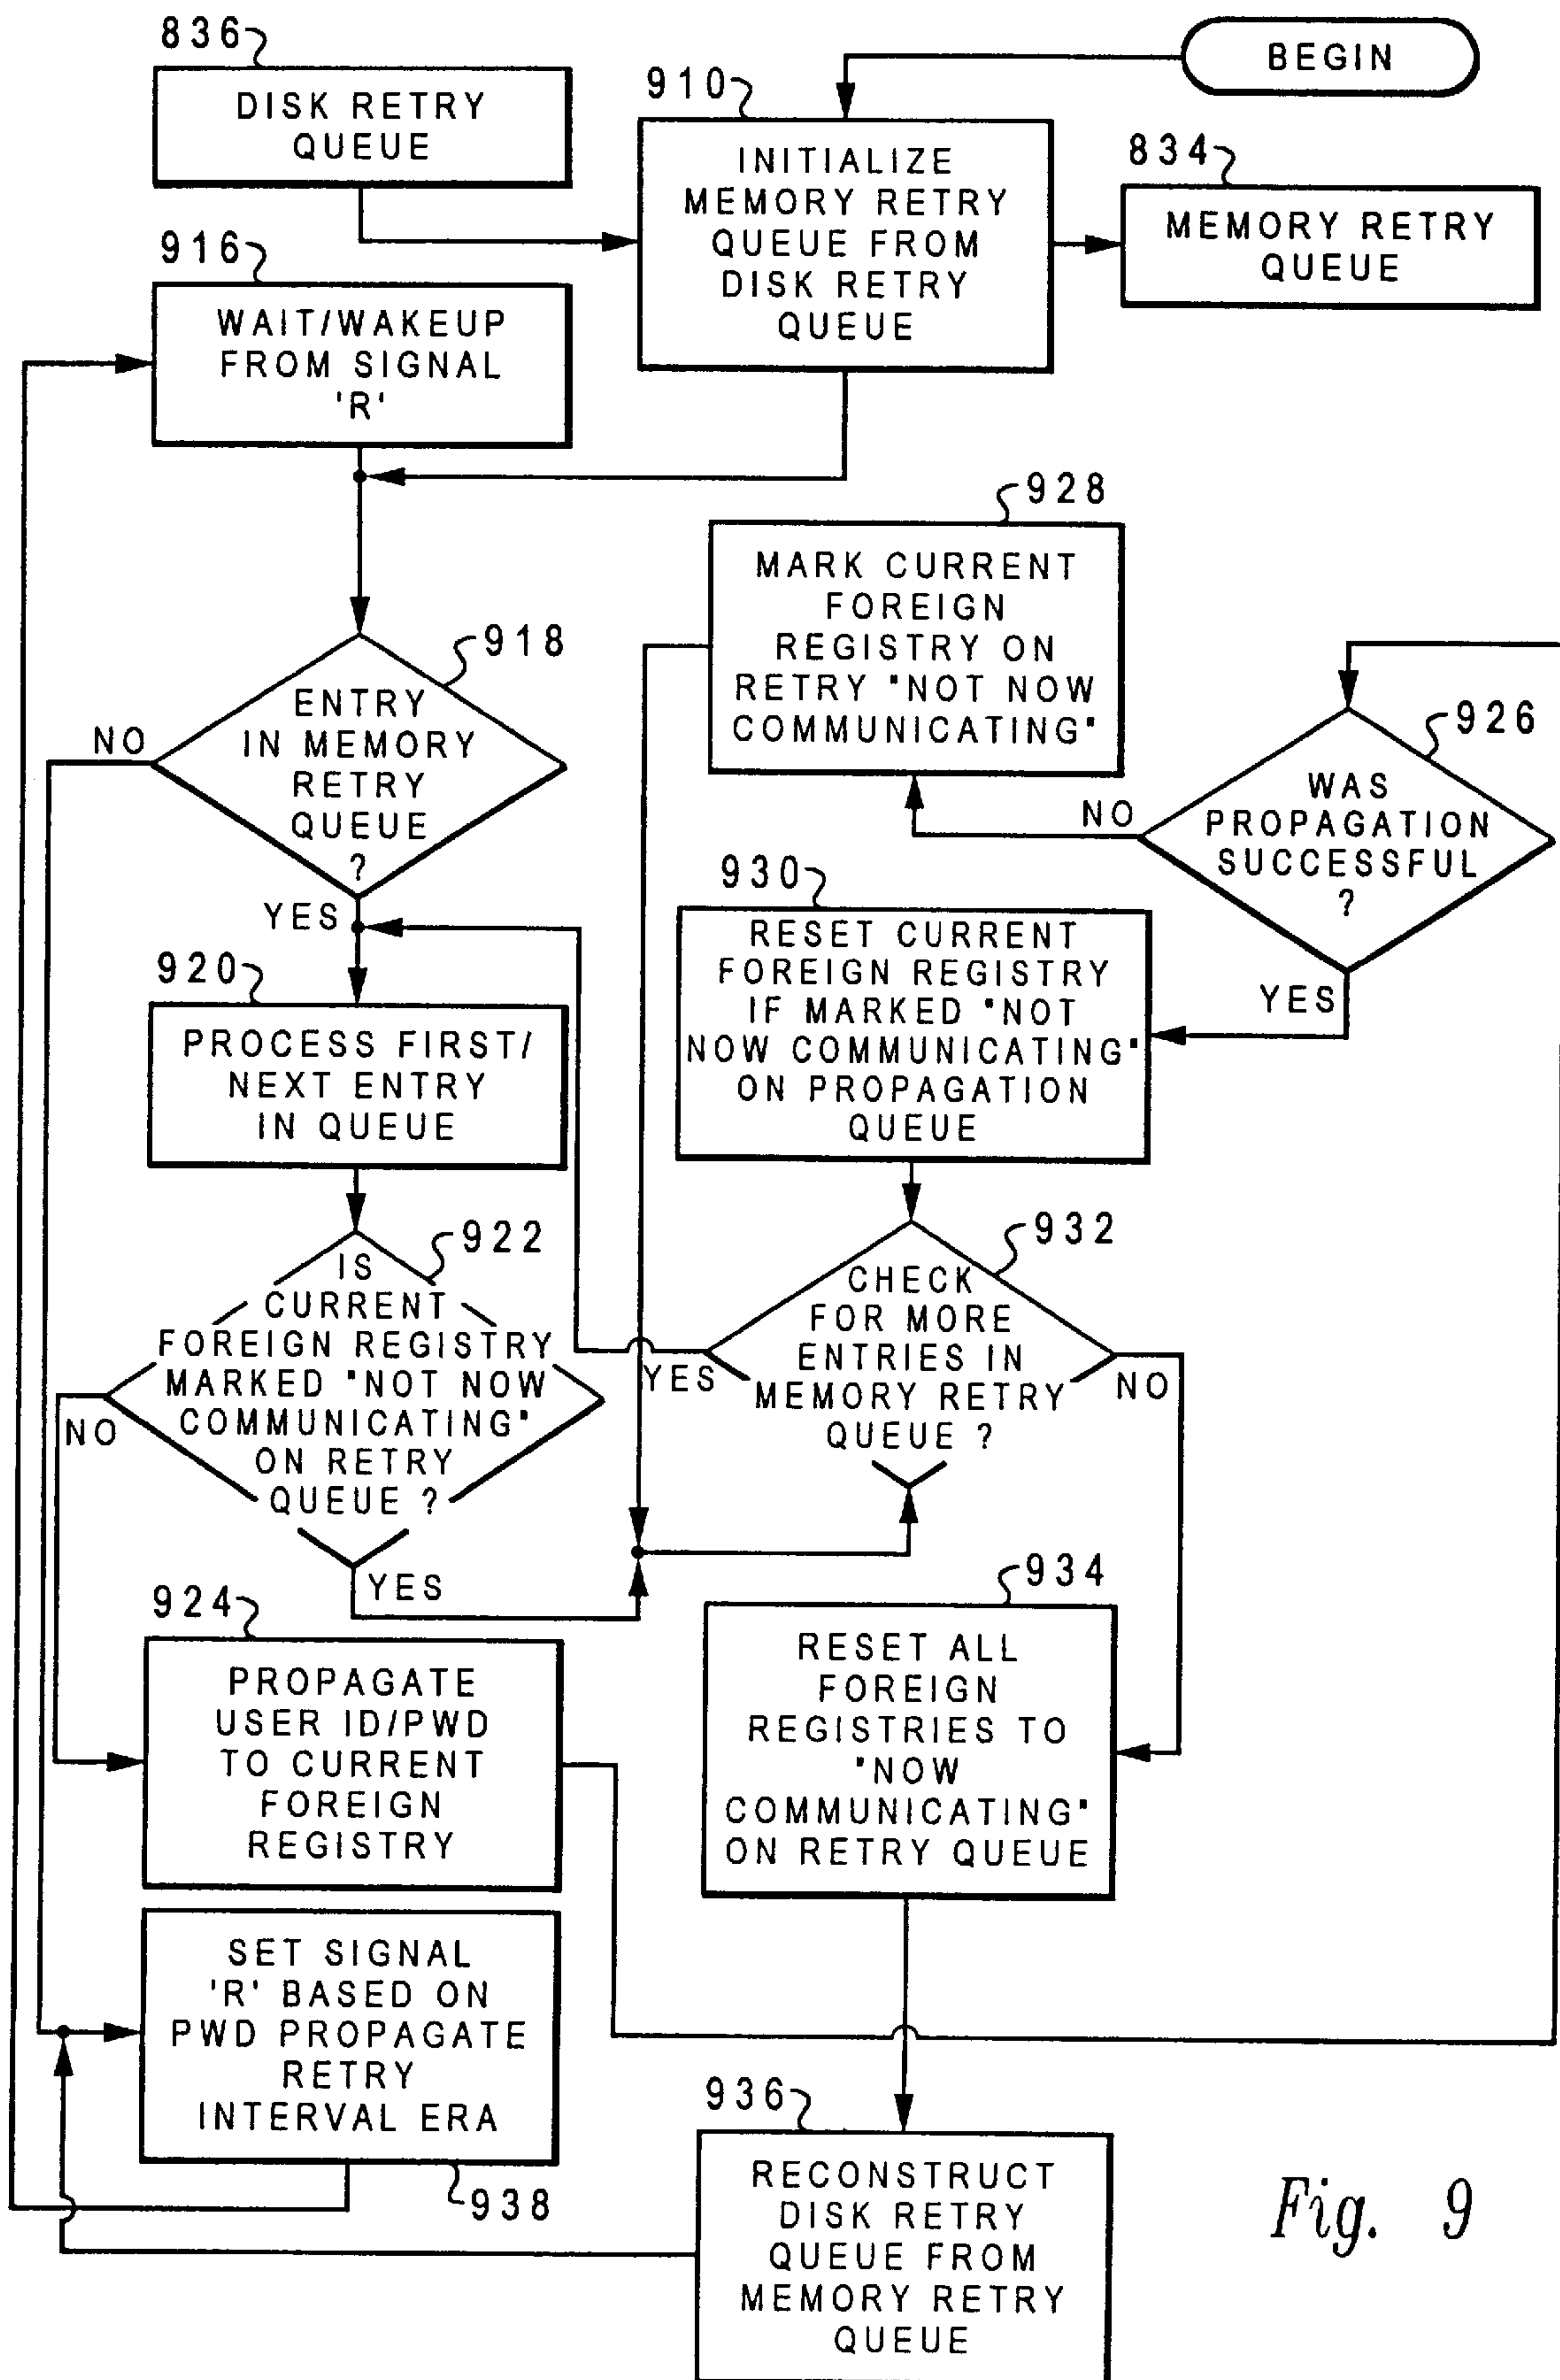 836
DISK RETRY
QUEUE
BEGIN
910
INITIALIZE
MEMORY RETRY
QUEUE FROM
DISK RETRY
QUEUE
834
MEMORY RETRY
QUEUE
916
WAIT/WAKEUP
FROM SIGNAL
'R'
918
ENTRY
IN MEMORY
RETRY
QUEUE
?
NO
YES
928
MARK CURRENT
FOREIGN
REGISTRY ON
RETRY "NOT NOW
COMMUNICATING"
926
WAS
PROPAGATION
SUCCESSFUL
?
NO
YES
920
PROCESS FIRST/
NEXT ENTRY
IN QUEUE
930
RESET CURRENT
FOREIGN REGISTRY
IF MARKED "NOT
NOW COMMUNICATING"
ON PROPAGATION
QUEUE
922
IS
CURRENT
FOREIGN REGISTRY
MARKED "NOT NOW
COMMUNICATING"
ON RETRY
QUEUE ?
NO
YES
932
CHECK
FOR MORE
ENTRIES IN
MEMORY RETRY
QUEUE ?
YES
NO
924
PROPAGATE
USER ID/PWD
TO CURRENT
FOREIGN
REGISTRY
934
RESET ALL
FOREIGN
REGISTRIES TO
"NOW
COMMUNICATING"
ON RETRY QUEUE
SET SIGNAL
'R' BASED ON
PWD PROPAGATE
RETRY
INTERVAL ERA
938
936
RECONSTRUCT
DISK RETRY
QUEUE FROM
MEMORY RETRY
QUEUE
Fig. 9